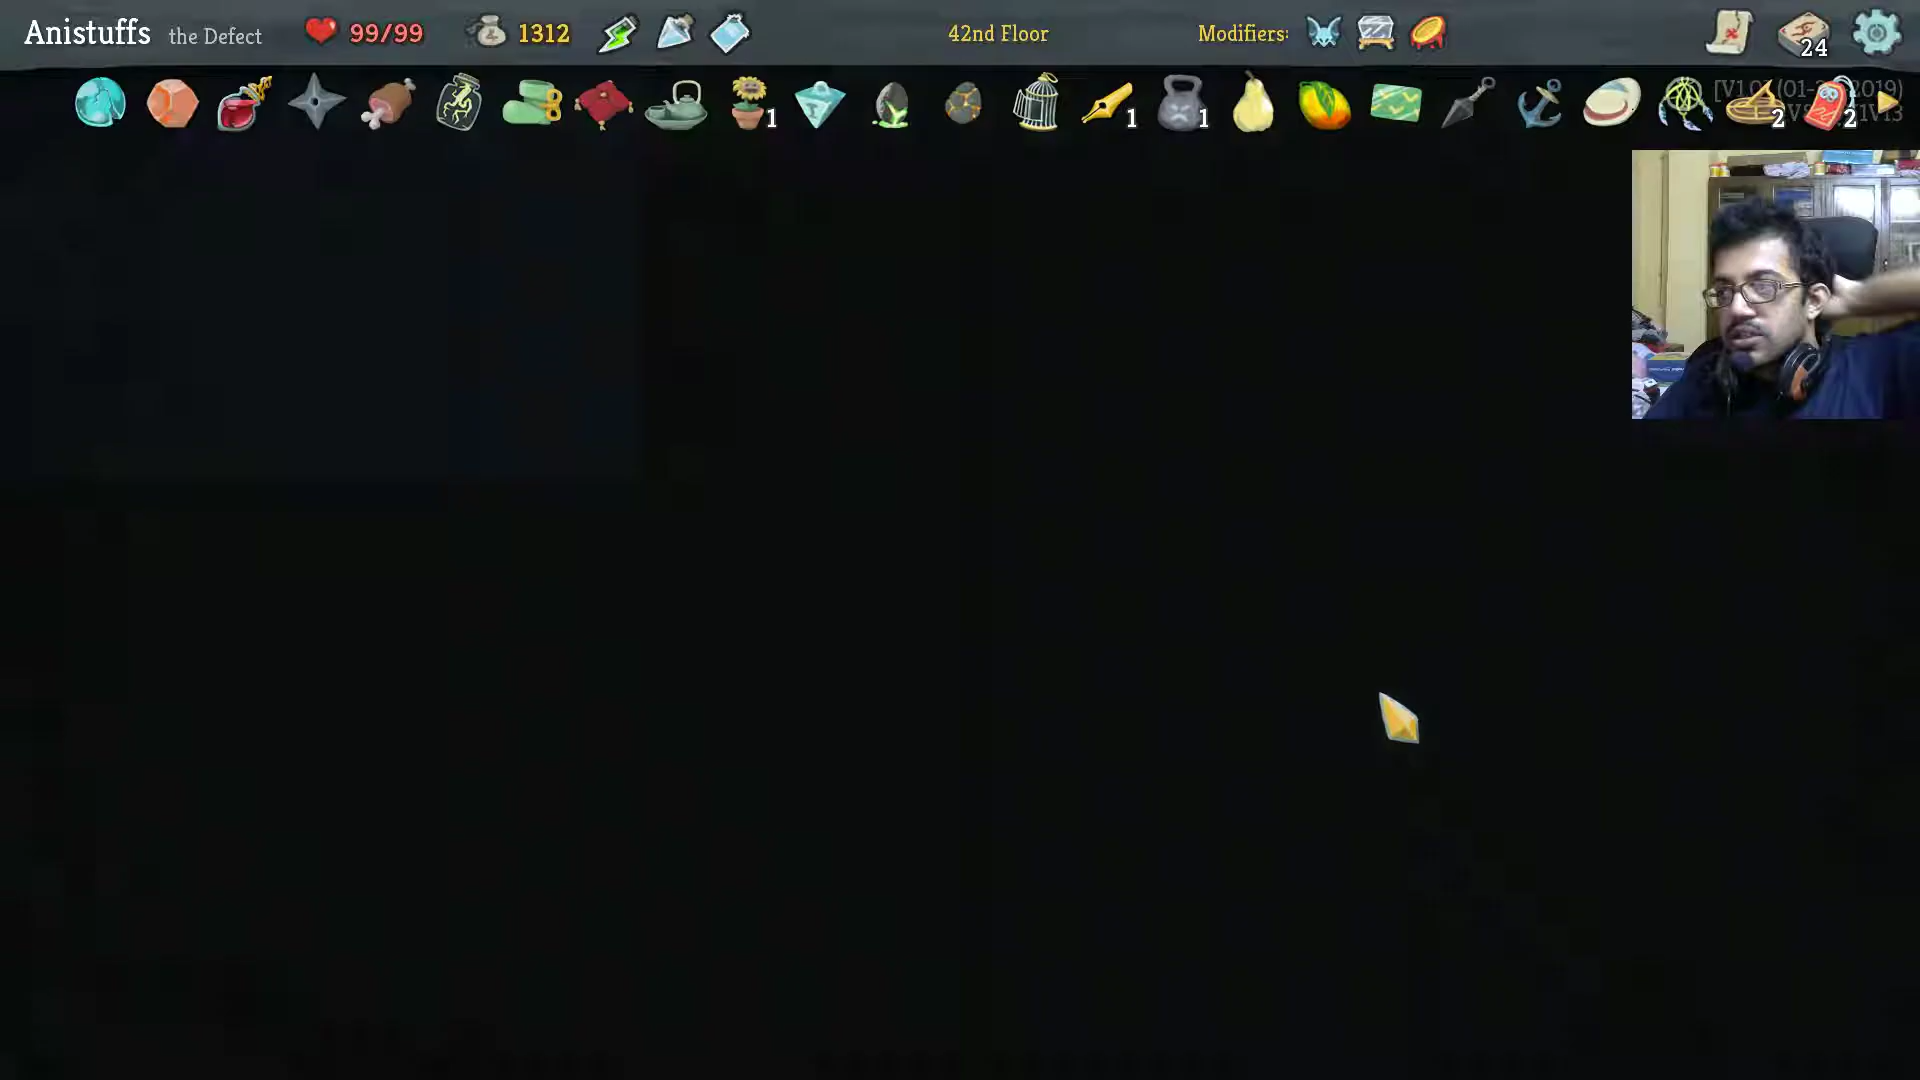 Anistuffs the Defect 99/99 1312 42nd Floor Modifiers: 24
1 1 1 2 2